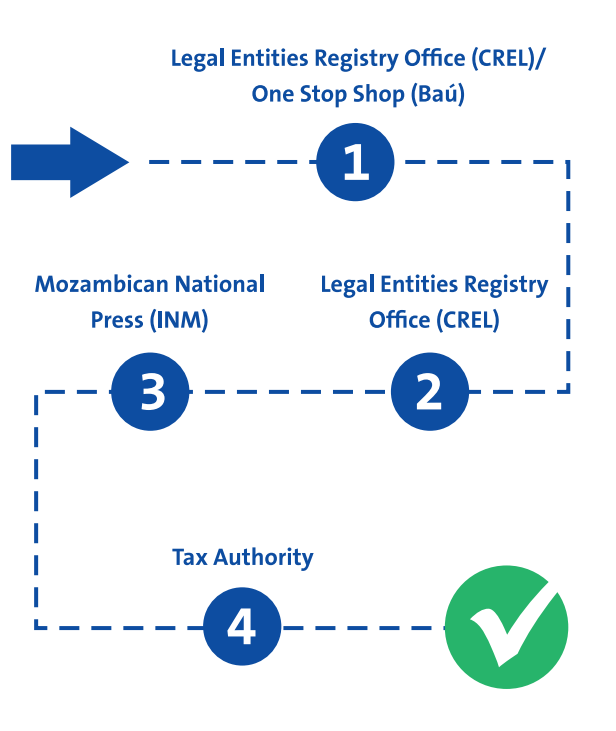 Legal Entities Registry Office (CREL)/
One Stop Shop (Baú)
1
Legal Entities Registry
Office (CREL)
2
Mozambican National
Press (INM)
3
Tax Authority
4